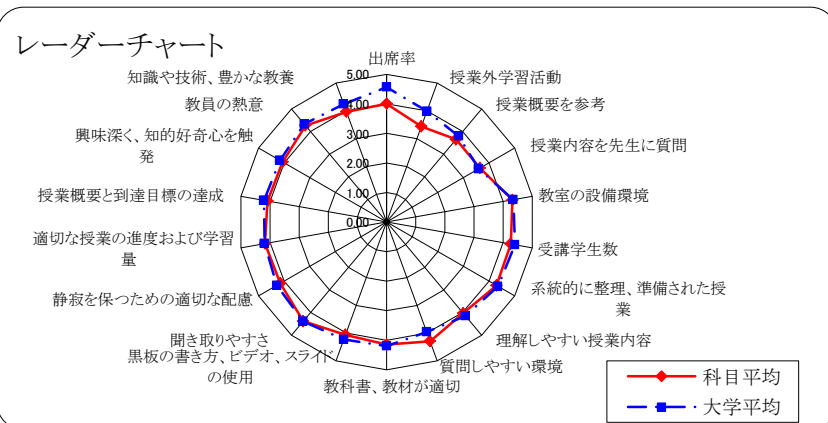 レーダーチャート
出席率
授業外学習活動
授業概要を参考
授業内容を先生に質問
教室の設備環境
受講学生数
系統的に整理、準備された授
業
理解しやすい授業内容
質問しやすい環境
教科書、教材が適切
黒板の書き方、ビデオ、スライド
の使用
聞き取りやすさ
静寂を保つための適切な配慮
適切な授業の進度および学習
量
授業概要と到達目標の達成
興味深く、知的好奇心を触
発
教員の熱意
知識や技術、豊かな教養
5.00
4.00
3.00
2.00
1.00
0.00
科目平均
大学平均